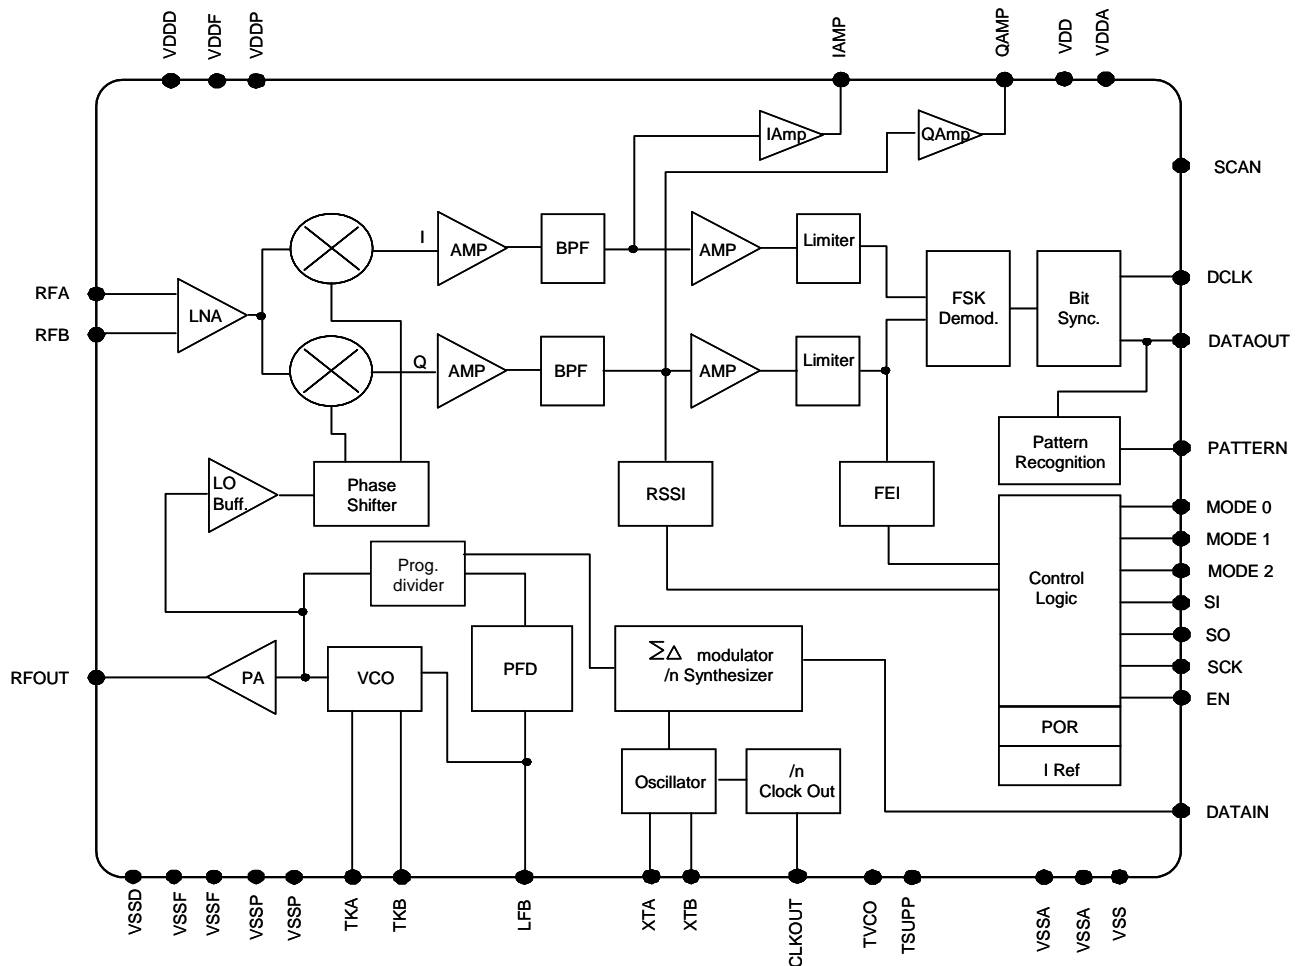 VDDD
VDDF
VDDP
IAMP
QAMP
VDD
VDDA
IAmp
QAmp
SCAN
I
AMP
BPF
AMP
Limiter
RFA
RFB
LNA
FSK
Demod.
Bit
Sync.
DCLK
DATAOUT
Q
AMP
BPF
AMP
Limiter
Pattern
Recognition
PATTERN
LO
Buff.
Phase
Shifter
RSSI
FEI
Prog.
divider
Control
Logic
MODE 0
MODE 1
MODE 2
SI
SO
SCK
EN
RFOUT
PA
VCO
PFD
ΣΔ modulator
/n Synthesizer
POR
I Ref
Oscillator
/n
Clock Out
DATAIN
VSSD
VSSF
VSSF
VSSP
VSSP
TKA
TKB
LFB
XTA
XTB
CLKOUT
TVCO
TSUPP
VSSA
VSSA
VSS